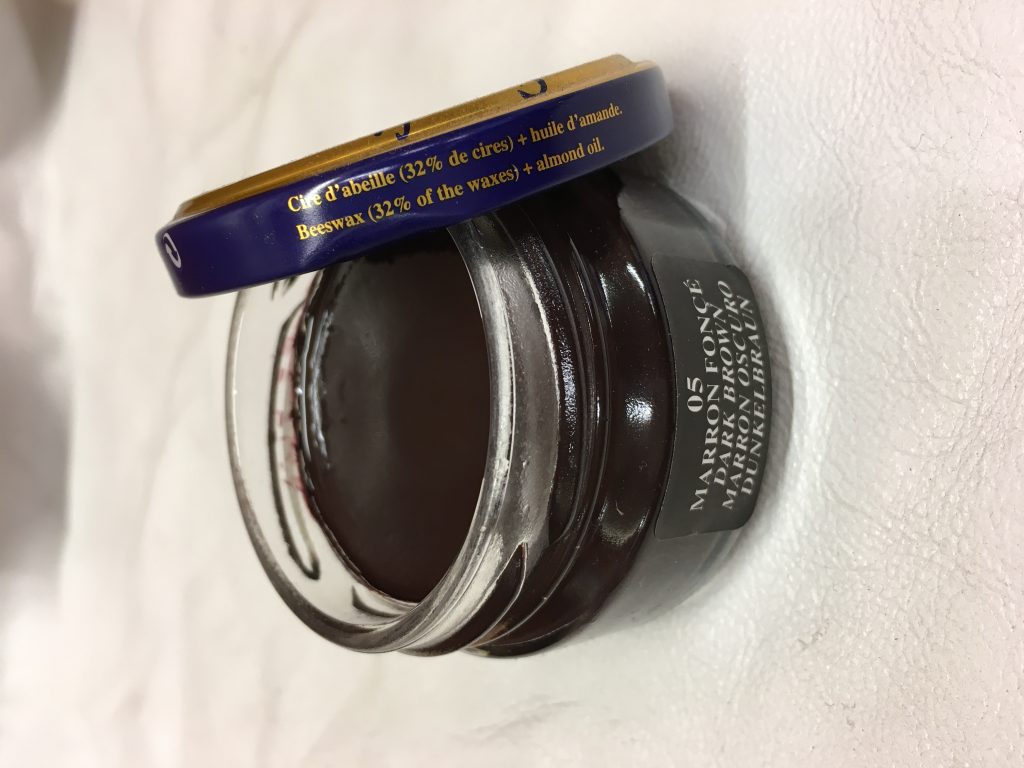 Cire d'abeille (32% de cires) + huile d'amande.
Beeswax (32% of the waxes) + almond oil.
05
MARRON FONÇÉ
DARK BROWN
MARRON OSCURO
DUNKELBRAUN